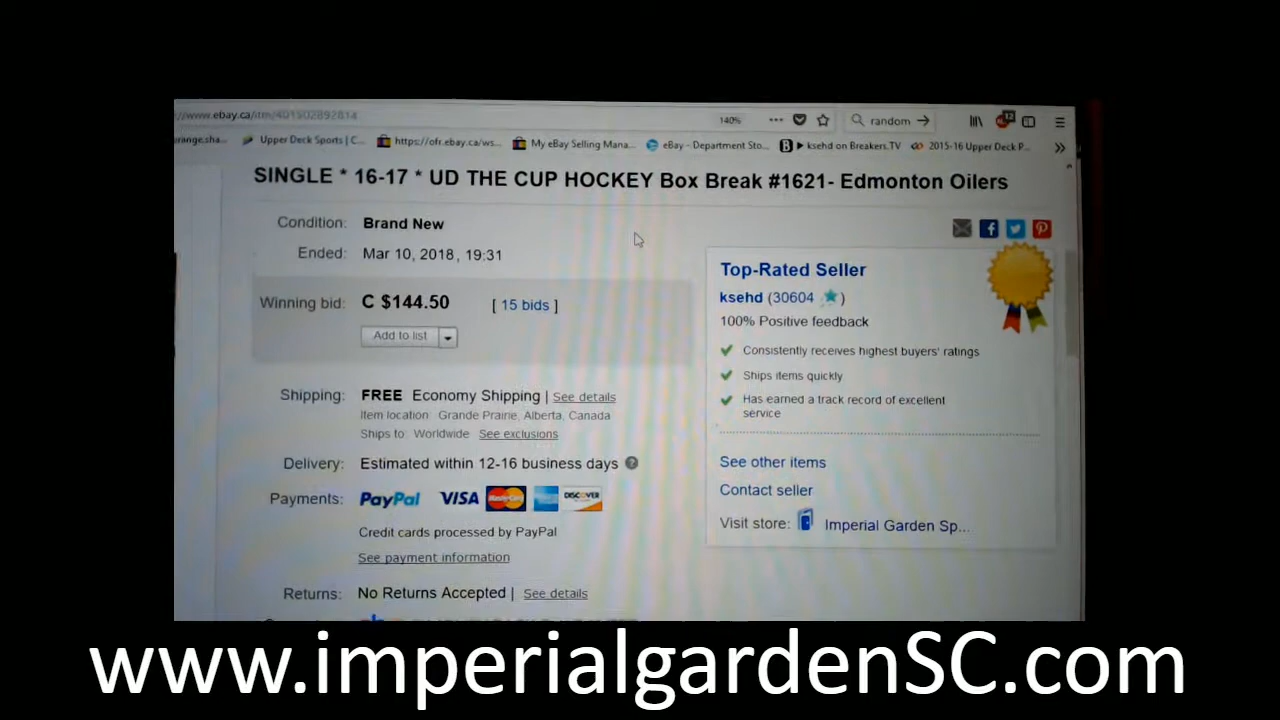 //www.ebay.ca/itm/401502892814
140%
random
Upper Deck Sports | C...
https://ofr.ebay.ca/ws...
My eBay Selling Mana...
eBay - Department Sto...
ksehd on Breakers.TV
2015-16 Upper Deck P...
SINGLE * 16-17 * UD THE CUP HOCKEY Box Break #1621- Edmonton Oilers
Condition: Brand New
Ended: Mar 10, 2018 , 19:31
Winning bid: C $144.50 [ 15 bids ]
Add to list
Shipping: FREE Economy Shipping | See details
Item location: Grande Prairie, Alberta, Canada
Ships to: Worldwide See exclusions
Delivery: Estimated within 12-16 business days
Payments: PayPal VISA MasterCard DISCOVER
Credit cards processed by PayPal
See payment information
Returns: No Returns Accepted | See details
Top-Rated Seller
ksehd (30604 )
100% Positive feedback
Consistently receives highest buyers' ratings
Ships items quickly
Has earned a track record of excellent
service
See other items
Contact seller
Visit store: Imperial Garden Sp...
www.imperialgardenSC.com